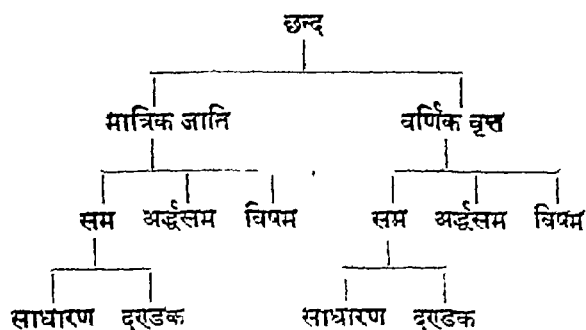 छन्द
मात्रिक जाति वर्णिक वृत्त
सम अर्द्धसम विषम सम अर्द्धसम विषम
साधारण दण्डक साधारण दण्डक